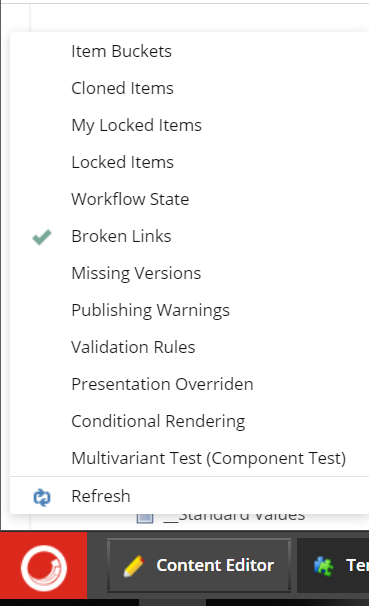 Item Buckets
Cloned Items
My Locked Items
Locked Items
Workflow State
Broken Links
Missing Versions
Publishing Warnings
Validation Rules
Presentation Overriden
Conditional Rendering
Multivariant Test (Component Test)
Refresh
__Standard Values
Content Editor
Te